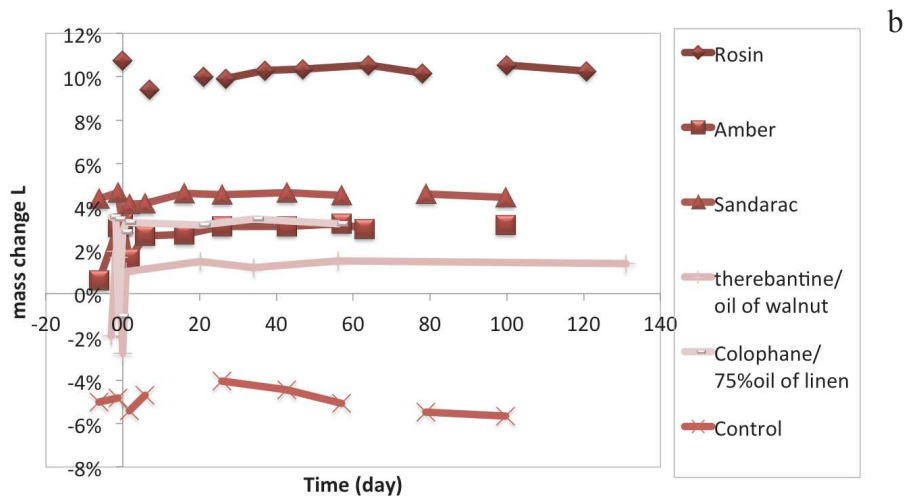 b
12%
10%
8%
6%
4%
2%
0%
-2%
-4%
-6%
-8%
-20 00 20 40 60 80 100 120 140
mass change L
Time (day)
Rosin
Amber
Sandarac
therebantine/
oil of walnut
Colophane/
75%oil of linen
Control